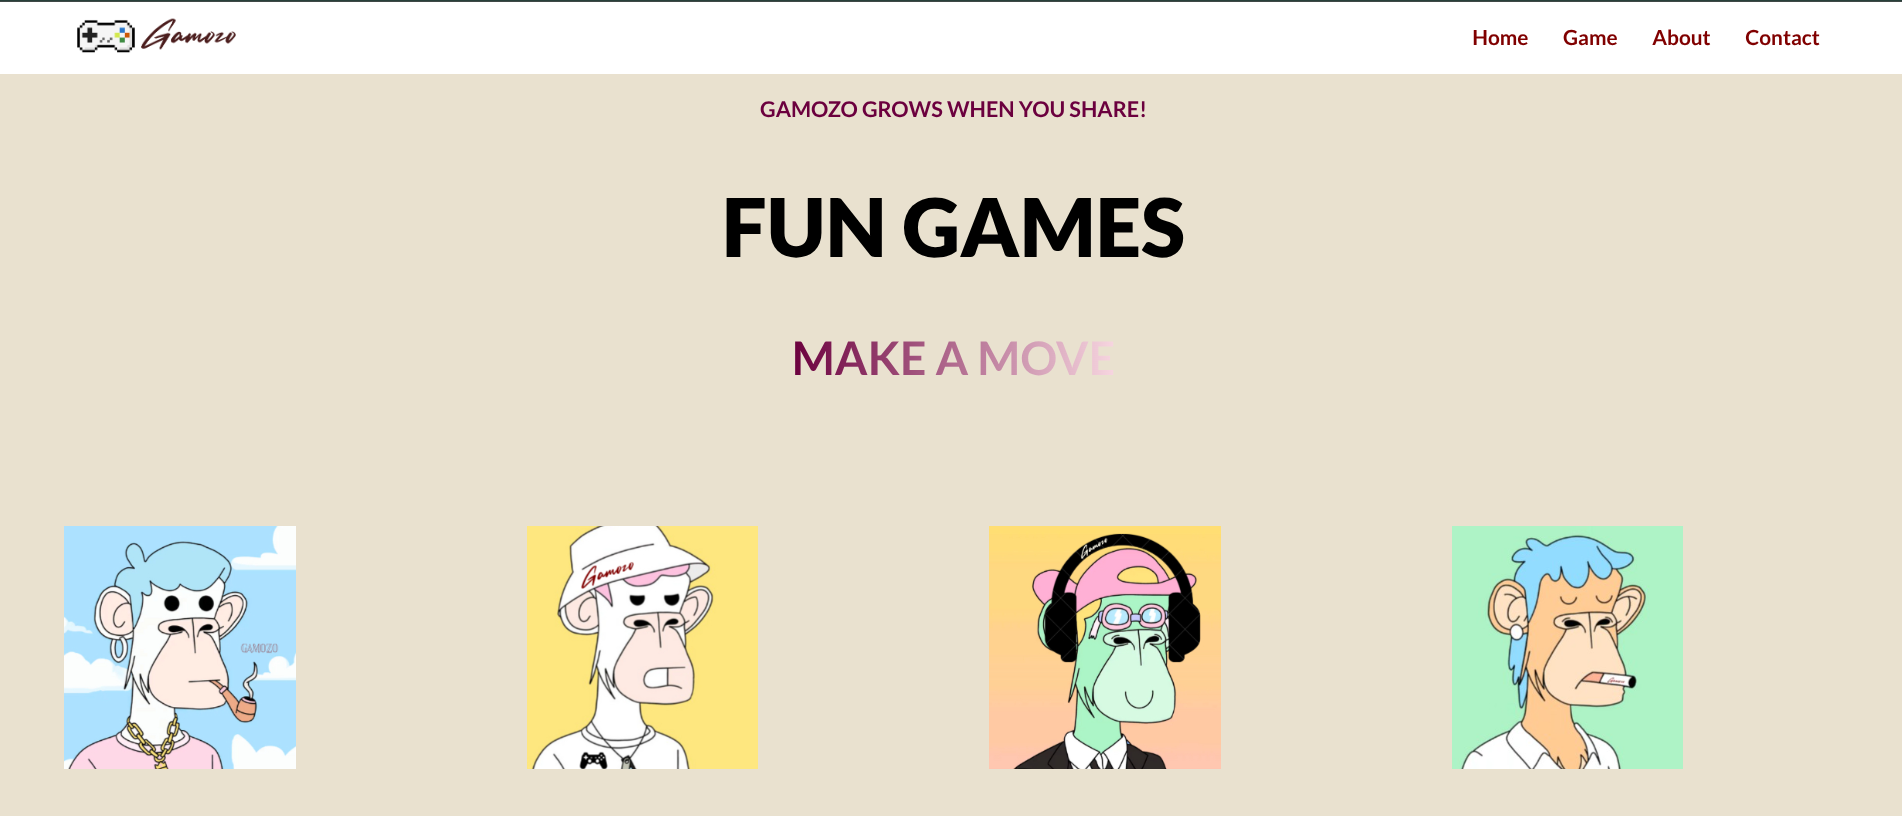 Gamozo
Home Game About Contact
GAMOZO GROWS WHEN YOU SHARE!
FUN GAMES
MAKE A MOVE
GAMOZO
Gamozo
Gamozo
Gamozo